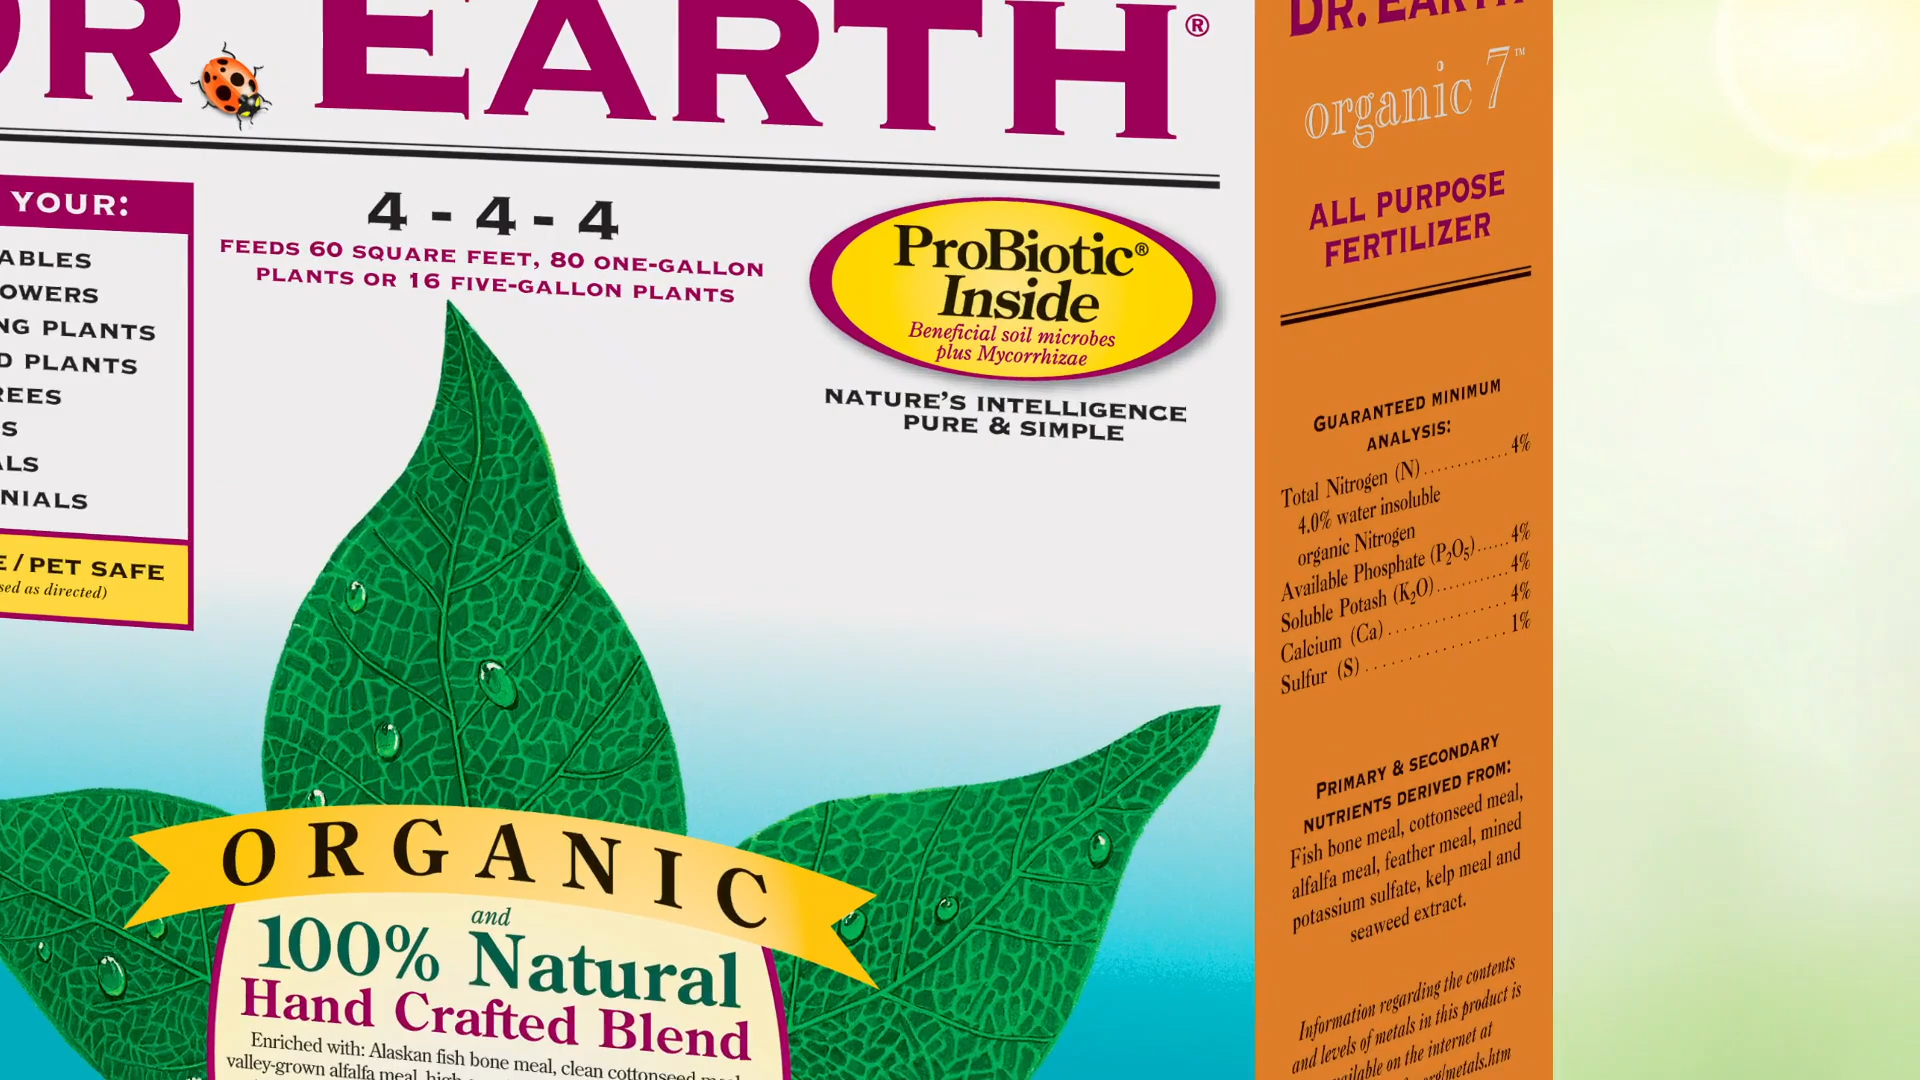 DR. EARTH®
YOUR:
4-4-4
FEEDS 60 SQUARE FEET, 80 ONE-GALLON
PLANTS OR 16 FIVE-GALLON PLANTS
NG PLANTS
D PLANTS
E / PET SAFE
sed as directed)
ProBiotic®
Inside
Beneficial soil microbes
plus Mycorrhizae
NATURE'S INTELLIGENCE
PURE & SIMPLE
ORGANIC
and
100% Natural
Hand Crafted Blend
Enriched with: Alaskan fish bone meal, clean cottonseed
valley-grown alfalfa meal,
DR. EARTH
organic 7™
ALL PURPOSE
FERTILIZER
GUARANTEED MINIMUM
ANALYSIS:
Total Nitrogen (N)............. 4%
4.0% water insoluble
organic Nitrogen
Available Phosphate (P₂O₅)...... 4%
Soluble Potash (K₂O)........... 4%
Calcium (Ca).................. 4%
Sulfur (S)..................... 1%
PRIMARY & SECONDARY
NUTRIENTS DERIVED FROM:
Fish bone meal, cottonseed meal,
alfalfa meal, feather meal, mined
potassium sulfate, kelp meal and
seaweed extract.
Information regarding the contents
and levels of metals in this product is
available on the internet at
org/metals.htm